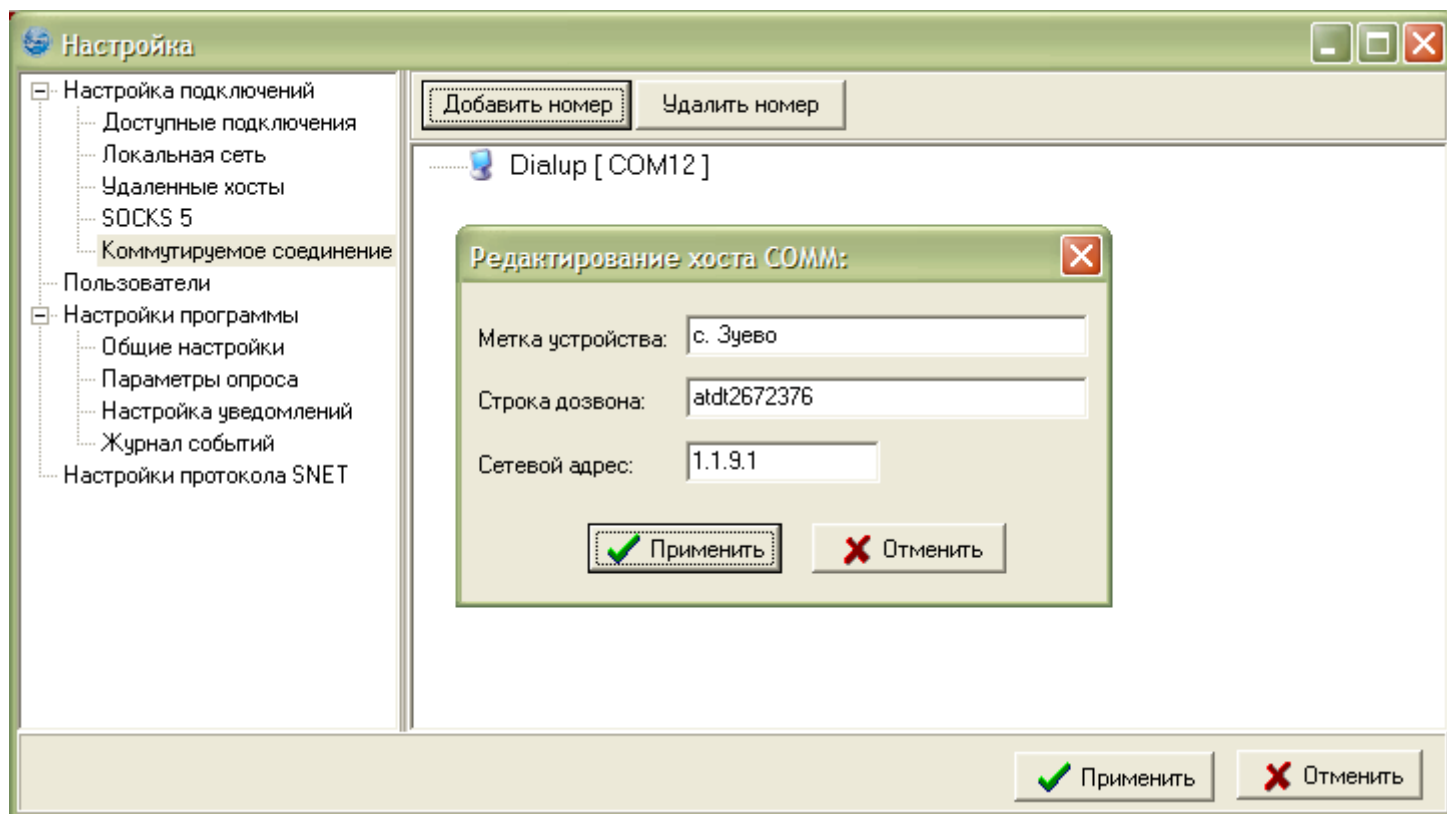 Настройка
Настройка подключений
Доступные подключения
Локальная сеть
Удаленные хосты
SOCKS 5
Коммутируемое соединение
Пользователи
Настройки программы
Общие настройки
Параметры опроса
Настройка уведомлений
Журнал событий
Настройки протокола SNET
Добавить номер Удалить номер
Dialup [ COM12 ]
Редактирование хоста COMM:
Метка устройства: с. Зуево
Строка дозвона: atdt2672376
Сетевой адрес: 1.1.9.1
Применить Отменить
Применить Отменить